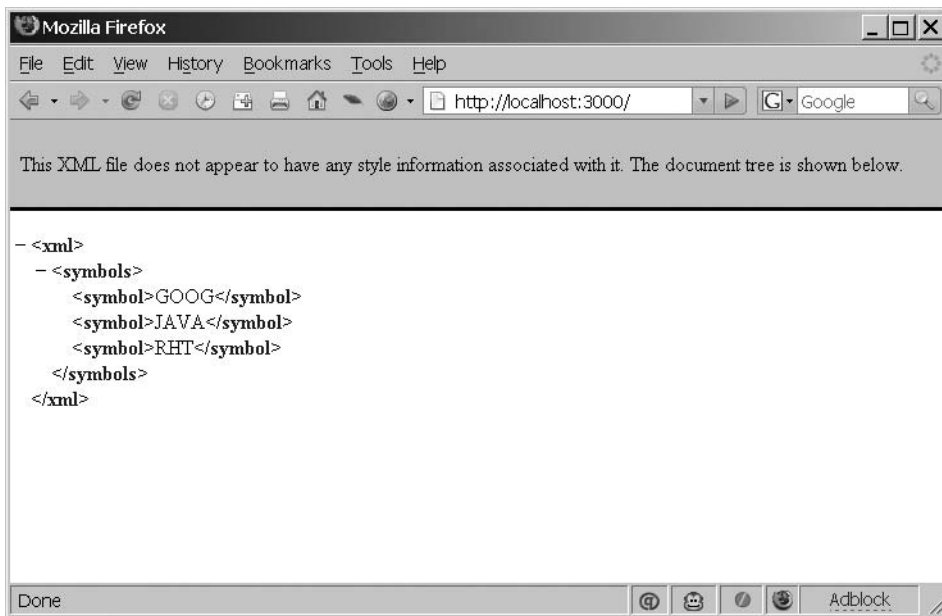 Mozilla Firefox
File Edit View History Bookmarks Tools Help
http://localhost:3000/ G Google
This XML file does not appear to have any style information associated with it. The document tree is shown below.
− <xml>
− <symbols>
<symbol>GOOG</symbol>
<symbol>JAVA</symbol>
<symbol>RHT</symbol>
</symbols>
</xml>
Done Adblock